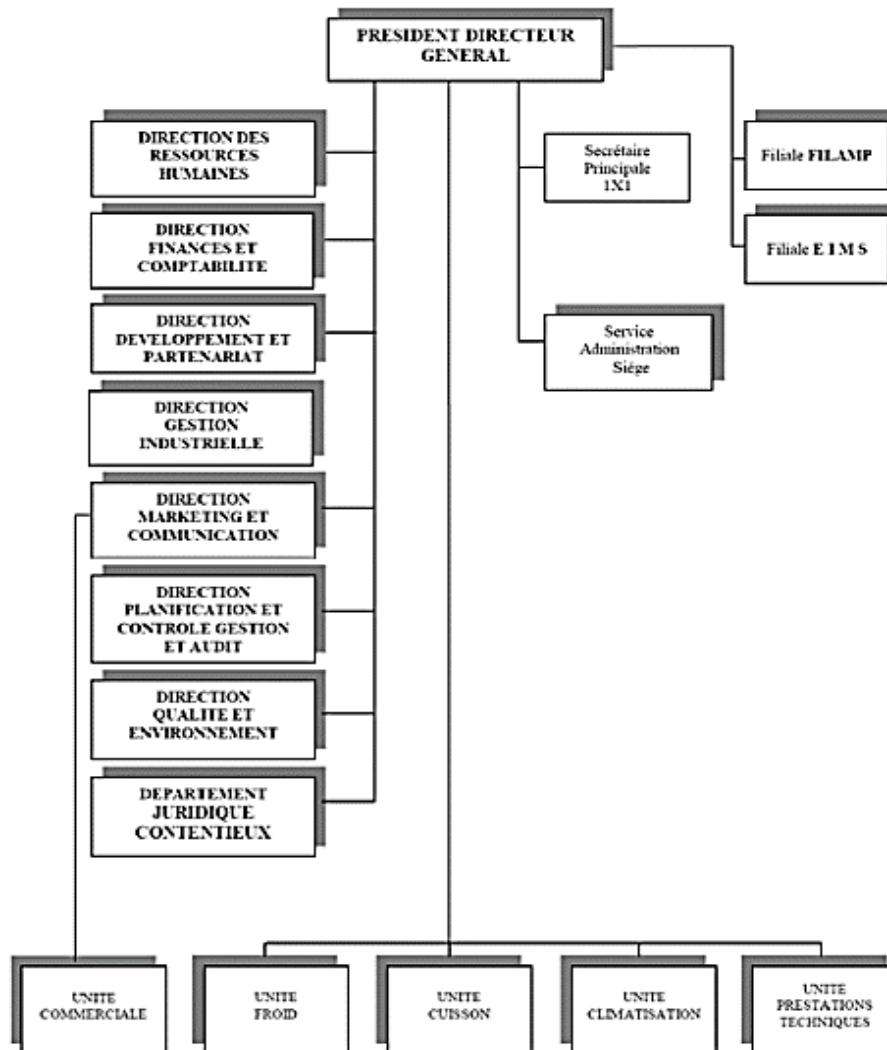 PRESIDENT DIRECTEUR
GENERAL
DIRECTION DES
RESSOURCES
HUMAINES
DIRECTION
FINANCES ET
COMPTABILITE
DIRECTION
DEVELOPPEMENT ET
PARTENARIAT
DIRECTION
GESTION
INDUSTRIELLE
DIRECTION
MARKETING ET
COMMUNICATION
DIRECTION
PLANIFICATION ET
CONTROLE GESTION
ET AUDIT
DIRECTION
QUALITE ET
ENVIRONNEMENT
DEPARTEMENT
JURIDIQUE
CONTENTIEUX
Secrétaire
Principale
1X1
Service
Administration
Siége
Filiale FILAMP
Filiale E I M S
UNITE
COMMERCIALE
UNITE
FROID
UNITE
CUISSON
UNITE
CLIMATISATION
UNITE
PRESTATIONS
TECHNIQUES